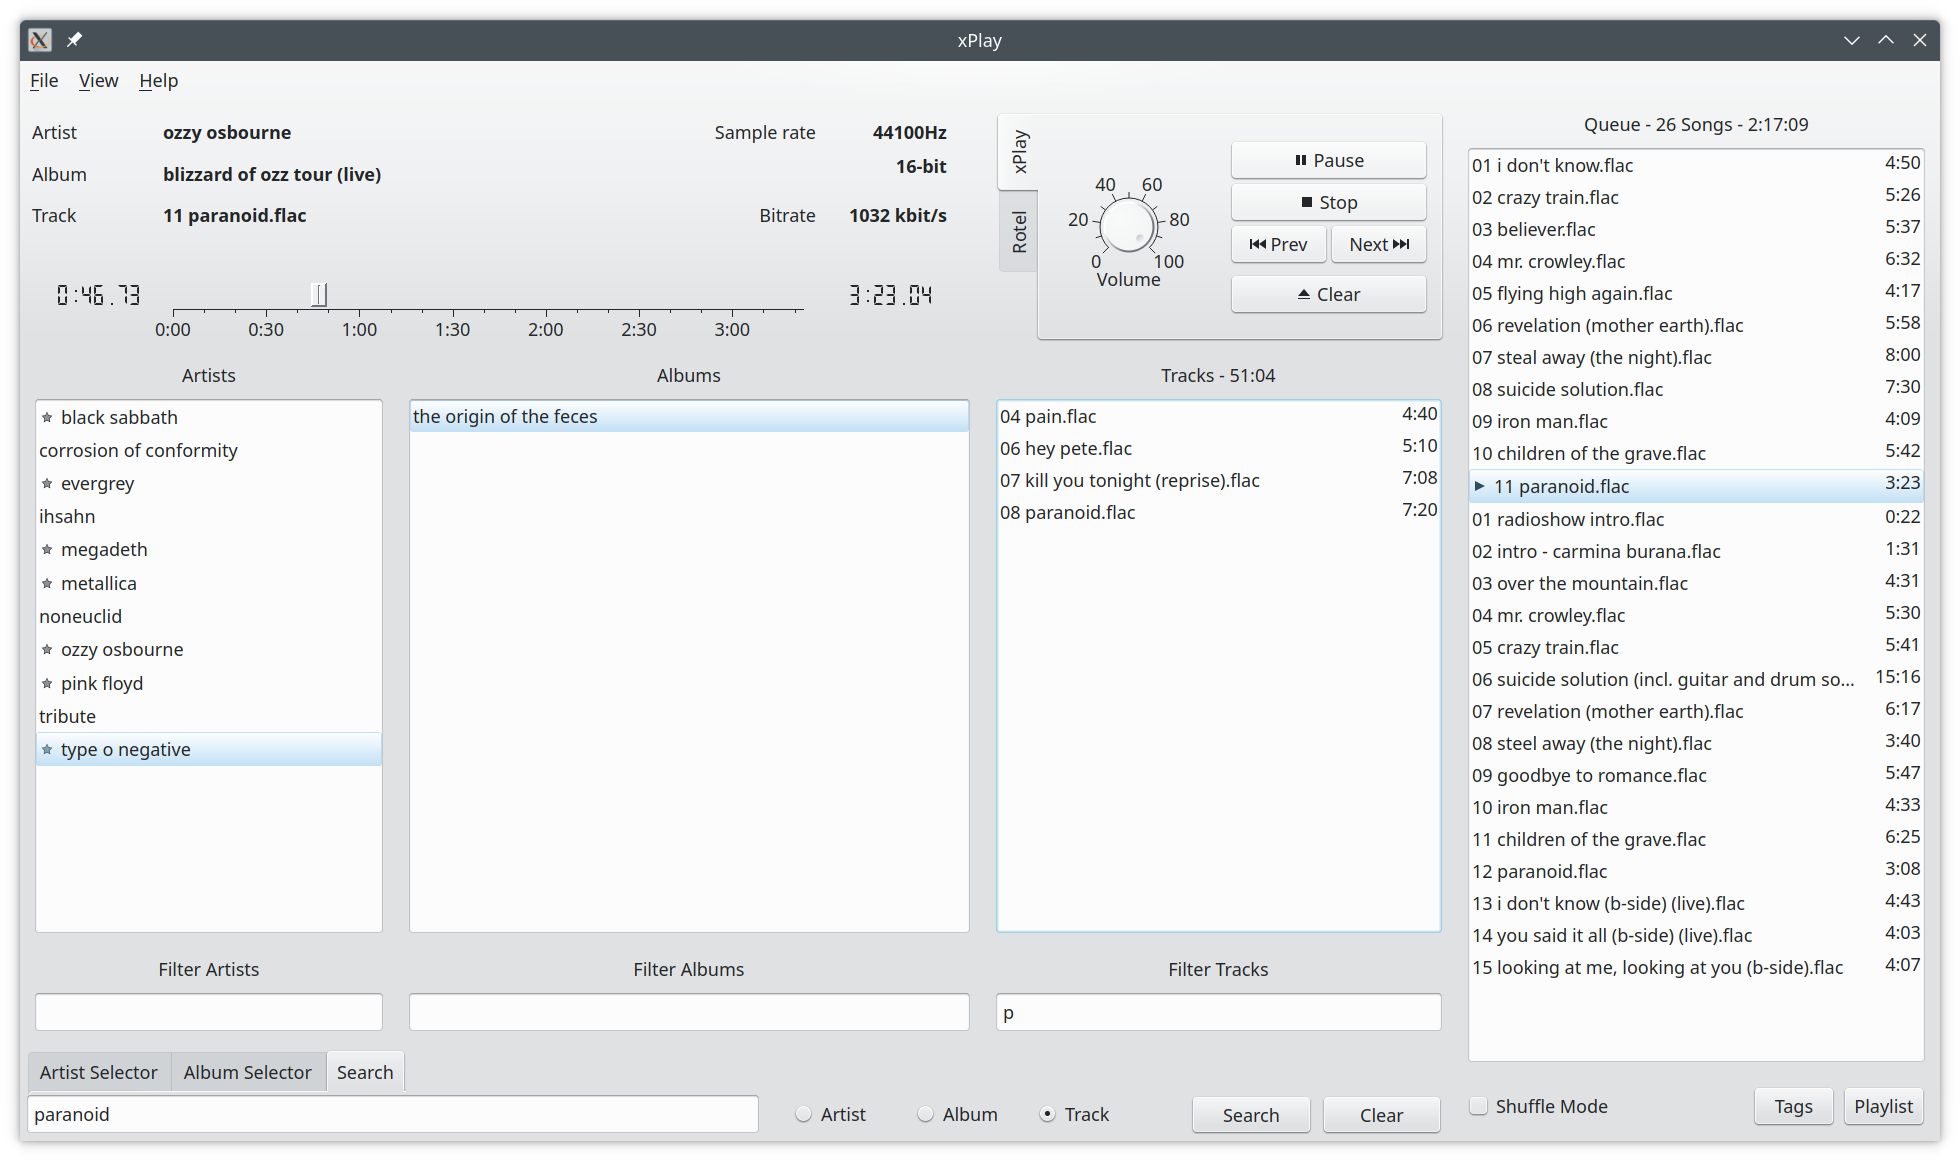 xPlay
File View Help
Artist ozzy osbourne
Album blizzard of ozz tour (live)
Track 11 paranoid.flac
Sample rate 44100Hz
16-bit
Bitrate 1032 kbit/s
0:46.73
3:23.04
0:00 0:30 1:00 1:30 2:00 2:30 3:00
xPlay
Rotel
0 20 40 60 80 100
Volume
Pause
Stop
Prev Next
Clear
Artists
black sabbath
corrosion of conformity
evergrey
ihsahn
megadeth
metallica
noneuclid
ozzy osbourne
pink floyd
tribute
type o negative
Albums
the origin of the feces
Tracks - 51:04
04 pain.flac 4:40
06 hey pete.flac 5:10
07 kill you tonight (reprise).flac 7:08
08 paranoid.flac 7:20
Filter Artists
Filter Albums
Filter Tracks
p
Artist Selector Album Selector Search
paranoid
Artist Album Track
Search Clear
Queue - 26 Songs - 2:17:09
01 i don't know.flac 4:50
02 crazy train.flac 5:26
03 believer.flac 5:37
04 mr. crowley.flac 6:32
05 flying high again.flac 4:17
06 revelation (mother earth).flac 5:58
07 steal away (the night).flac 8:00
08 suicide solution.flac 7:30
09 iron man.flac 4:09
10 children of the grave.flac 5:42
11 paranoid.flac 3:23
01 radioshow intro.flac 0:22
02 intro - carmina burana.flac 1:31
03 over the mountain.flac 4:31
04 mr. crowley.flac 5:30
05 crazy train.flac 5:41
06 suicide solution (incl. guitar and drum so... 15:16
07 revelation (mother earth).flac 6:17
08 steel away (the night).flac 3:40
09 goodbye to romance.flac 5:47
10 iron man.flac 4:33
11 children of the grave.flac 6:25
12 paranoid.flac 3:08
13 i don't know (b-side) (live).flac 4:43
14 you said it all (b-side) (live).flac 4:03
15 looking at me, looking at you (b-side).flac 4:07
Shuffle Mode
Tags Playlist